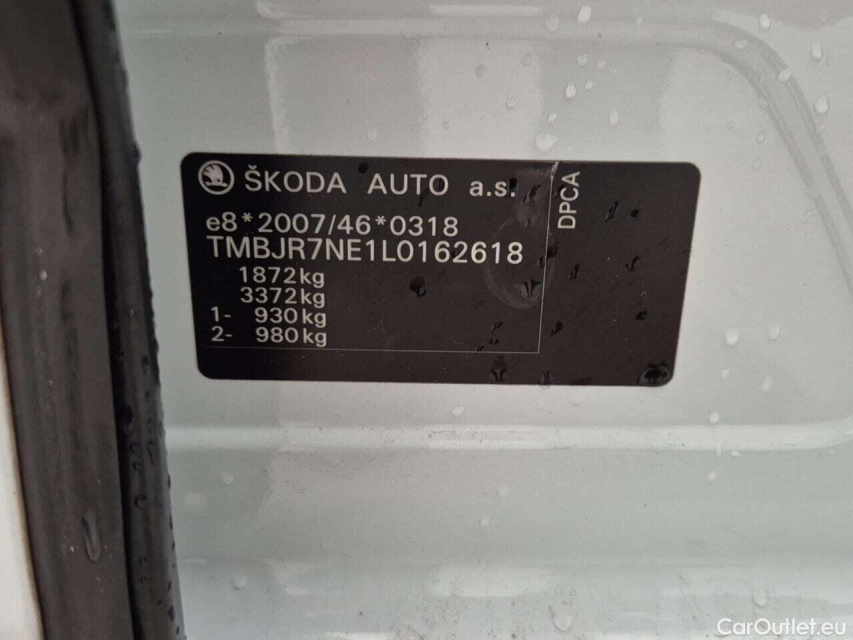 ŠKODA AUTO a.s.
DPCA
e8*2007/46*0318
TMBJR7NE1L0162618
1872kg
3372kg
1- 930kg
2- 980kg
CarOutlet.eu